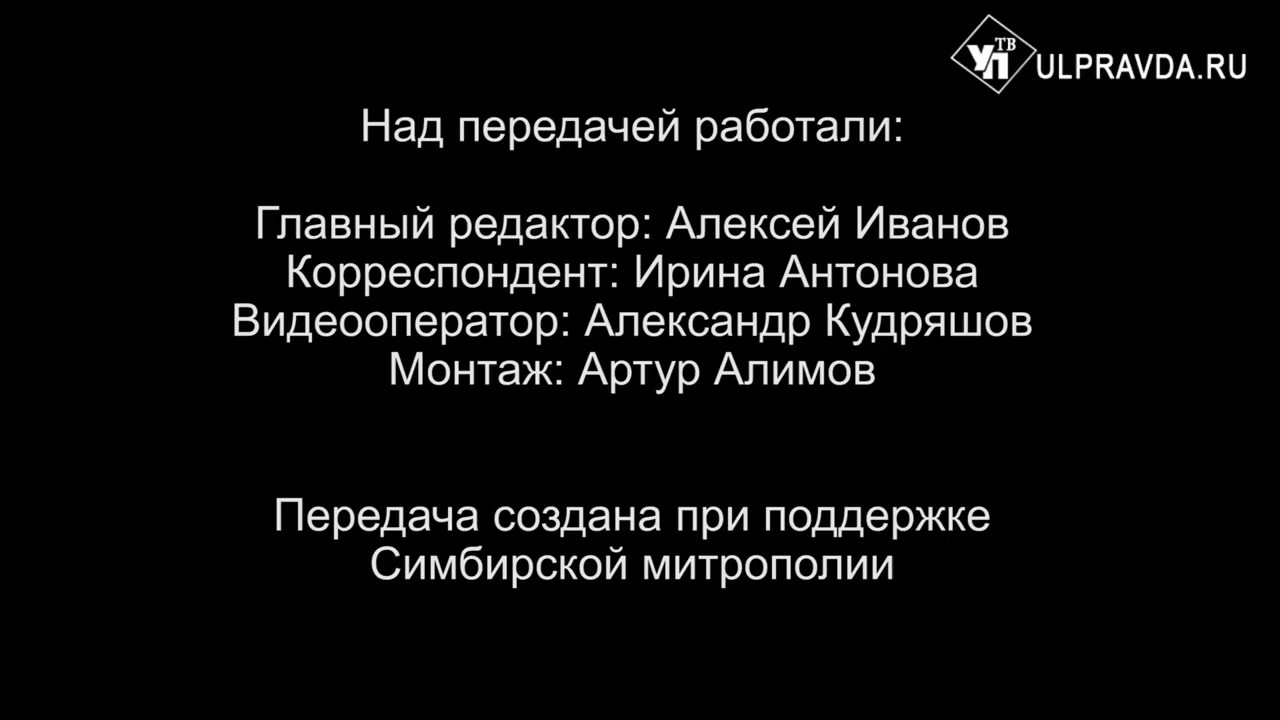 УП ТВ
ULPRAVDA.RU
Над передачей работали:
Главный редактор: Алексей Иванов
Корреспондент: Ирина Антонова
Видеооператор: Александр Кудряшов
Монтаж: Артур Алимов
Передача создана при поддержке
Симбирской митрополии